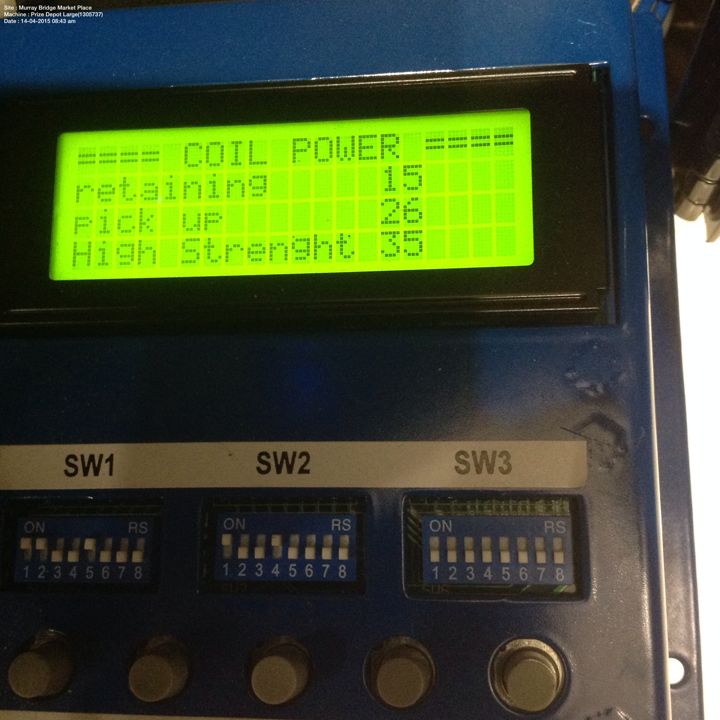 Site : Murray Bridge Market Place
Machine : Prize Depot Large(1305737)
Date : 14-04-2015 08:43 am
==== COIL POWER ====
retaining 15
Pick up 26
High Strenght 35
SW1 SW2 SW3
ON RS ON RS ON RS
1 2 3 4 5 6 7 8 1 2 3 4 5 6 7 8 1 2 3 4 5 6 7 8